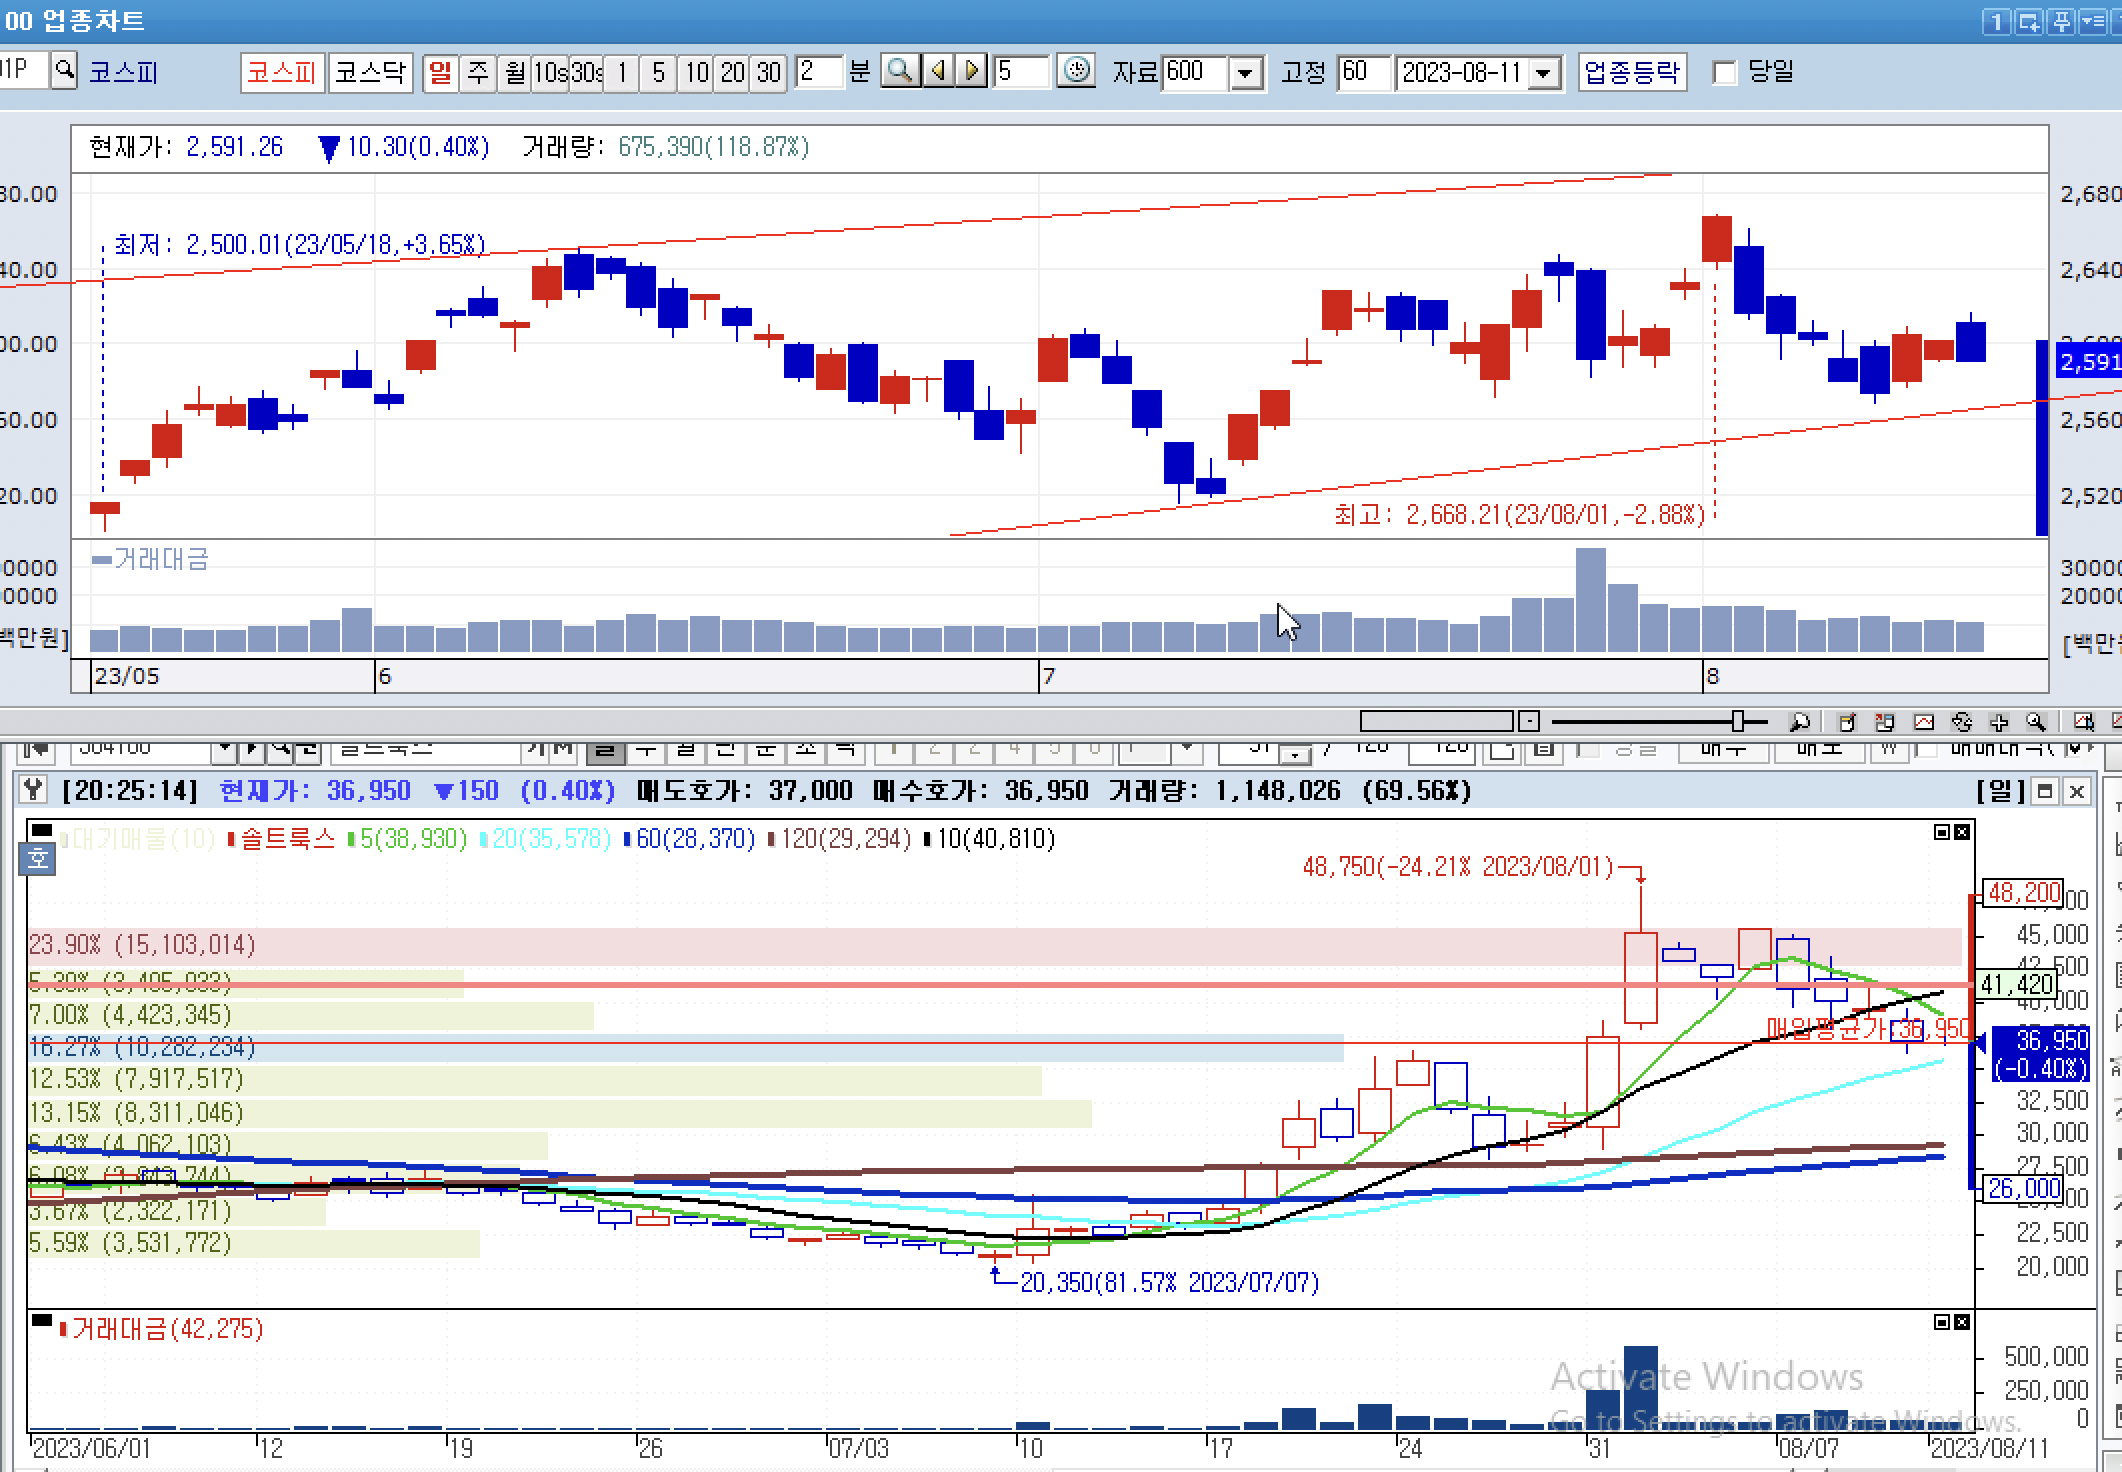 00 업종차트
01P 코스피 코스피 코스닥 일 주 월 10s 30s 1 5 10 20 30 2 분 5 자료 600 고정 60 2023-08-11 업종등락 당일
현재가: 2,591.26 ▼10.30(0.40%) 거래량: 675,390(118.87%)
80.00 2,680
최저: 2,500.01(23/05/18,+3.65%)
40.00 2,640
00.00
2,591
60.00 2,560
20.00 2,520
최고: 2,668.21(23/08/01,-2.88%)
거래대금
0000 30000
0000 20000
백만원] [백만
23/05 6 7 8
[20:25:14] 현재가: 36,950 ▼150 (0.40%) 매도호가: 37,000 매수호가: 36,950 거래량: 1,148,026 (69.56%) [일]
대기매물(10) 솔트룩스 5(38,930) 20(35,578) 60(28,370) 120(29,294) 10(40,810)
호
48,750(-24.21% 2023/08/01)
48,200
23.90% (15,103,014) 45,000
5.39% (3,405,033) 42,500
41,420
7.00% (4,423,345) 40,000
매입평균가:36,950
16.27% (10,282,234) 36,950
(-0.40%)
12.53% (7,917,517)
13.15% (8,311,046) 32,500
6.43% (4,062,103) 30,000
6.08% (3,843,744) 27,500
26,000
3.67% (2,322,171)
5.59% (3,531,772) 22,500
20,350(81.57% 2023/07/07) 20,000
거래대금(42,275)
500,000
Activate Windows
250,000
Go to Settings to activate Windows.
0
2023/06/01 12 19 26 07/03 10 17 24 31 08/07 2023/08/11